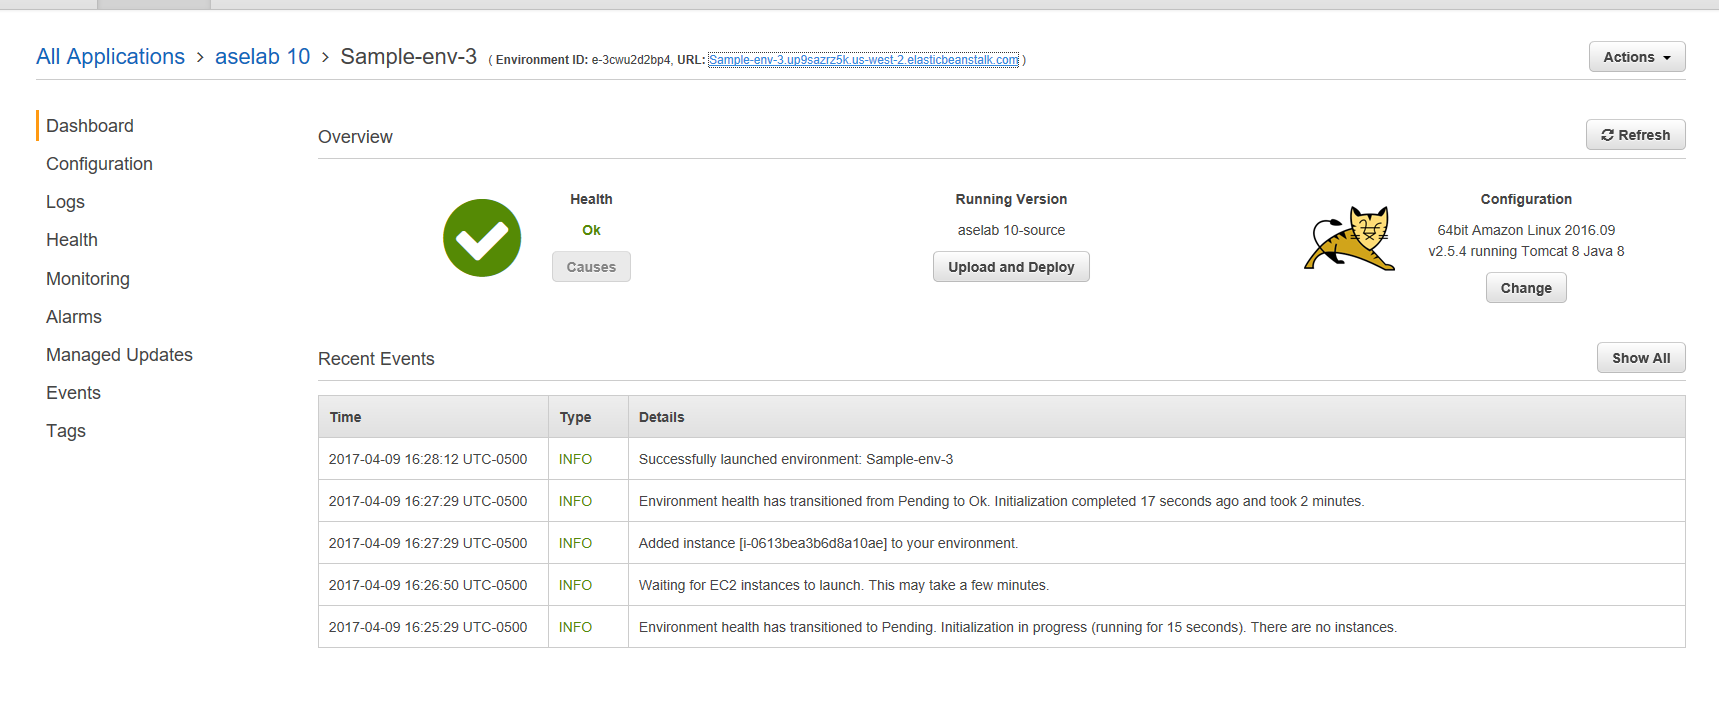 All Applications > aselab 10 > Sample-env-3 ( Environment ID: e-3cwu2d2bp4, URL: Sample-env-3.up9sazrz5k.us-west-2.elasticbeanstalk.com )
Actions
Dashboard
Configuration
Logs
Health
Monitoring
Alarms
Managed Updates
Events
Tags
Overview
Refresh
Health
Ok
Causes
Running Version
aselab 10-source
Upload and Deploy
Configuration
64bit Amazon Linux 2016.09
v2.5.4 running Tomcat 8 Java 8
Change
Recent Events
Show All
Time Type Details
2017-04-09 16:28:12 UTC-0500 INFO Successfully launched environment: Sample-env-3
2017-04-09 16:27:29 UTC-0500 INFO Environment health has transitioned from Pending to Ok. Initialization completed 17 seconds ago and took 2 minutes.
2017-04-09 16:27:29 UTC-0500 INFO Added instance [i-0613bea3b6d8a10ae] to your environment.
2017-04-09 16:26:50 UTC-0500 INFO Waiting for EC2 instances to launch. This may take a few minutes.
2017-04-09 16:25:29 UTC-0500 INFO Environment health has transitioned to Pending. Initialization in progress (running for 15 seconds). There are no instances.